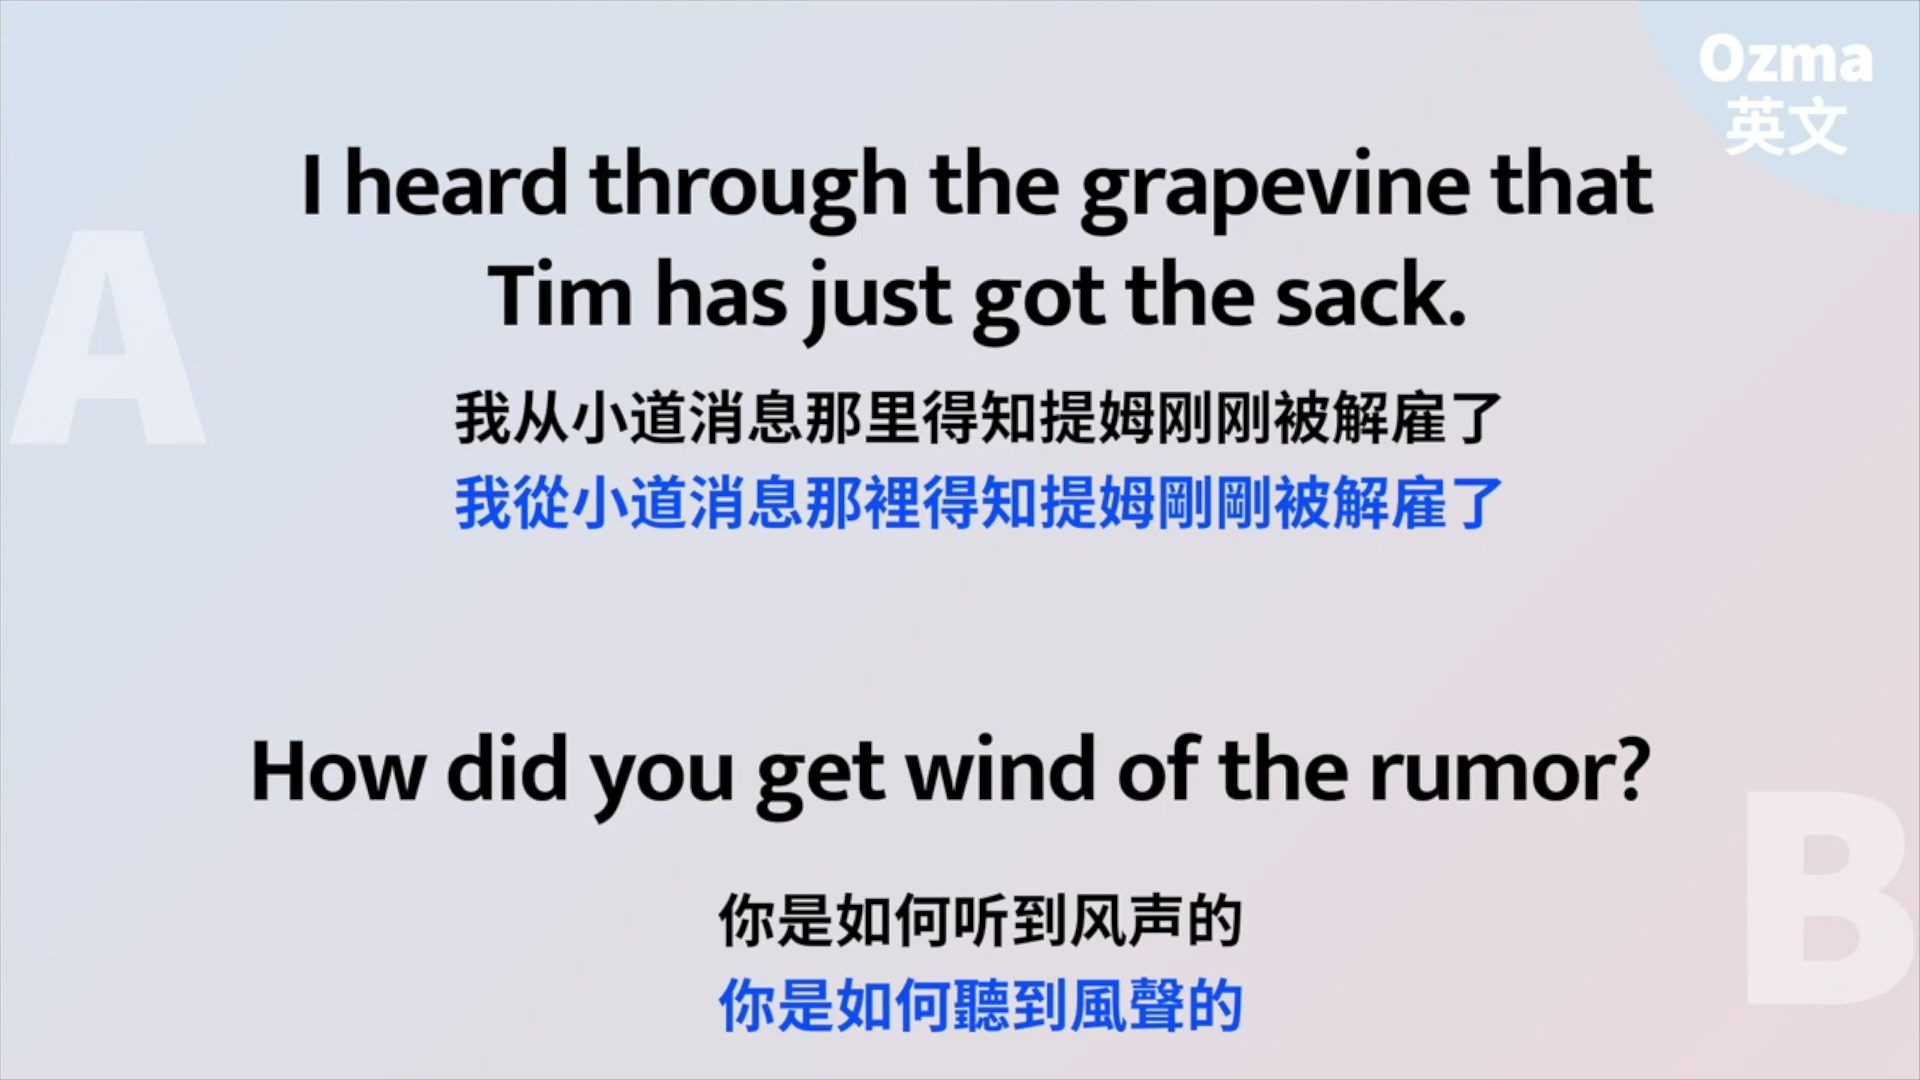 Ozma
英文
A
I heard through the grapevine that
Tim has just got the sack.
我从小道消息那里得知提姆刚刚被解雇了
我從小道消息那裡得知提姆剛剛被解雇了
How did you get wind of the rumor?
B
你是如何听到风声的
你是如何聽到風聲的